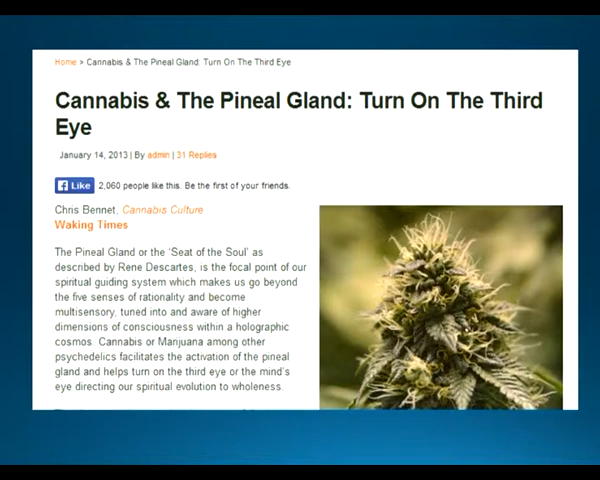 Home > Cannabis & The Pineal Gland: Turn On The Third Eye
Cannabis & The Pineal Gland: Turn On The Third
Eye
January 14, 2013 | By admin | 31 Replies
f Like 2,060 people like this. Be the first of your friends.
Chris Bennet, Cannabis Culture
Waking Times
The Pineal Gland or the ‘Seat of the Soul’ as
described by Rene Descartes, is the focal point of our
spiritual guiding system which makes us go beyond
the five senses of rationality and become
multisensory, tuned into and aware of higher
dimensions of consciousness within a holographic
cosmos. Cannabis or Marijuana among other
psychedelics facilitates the activation of the pineal
gland and helps turn on the third eye or the mind’s
eye directing our spiritual evolution to wholeness.